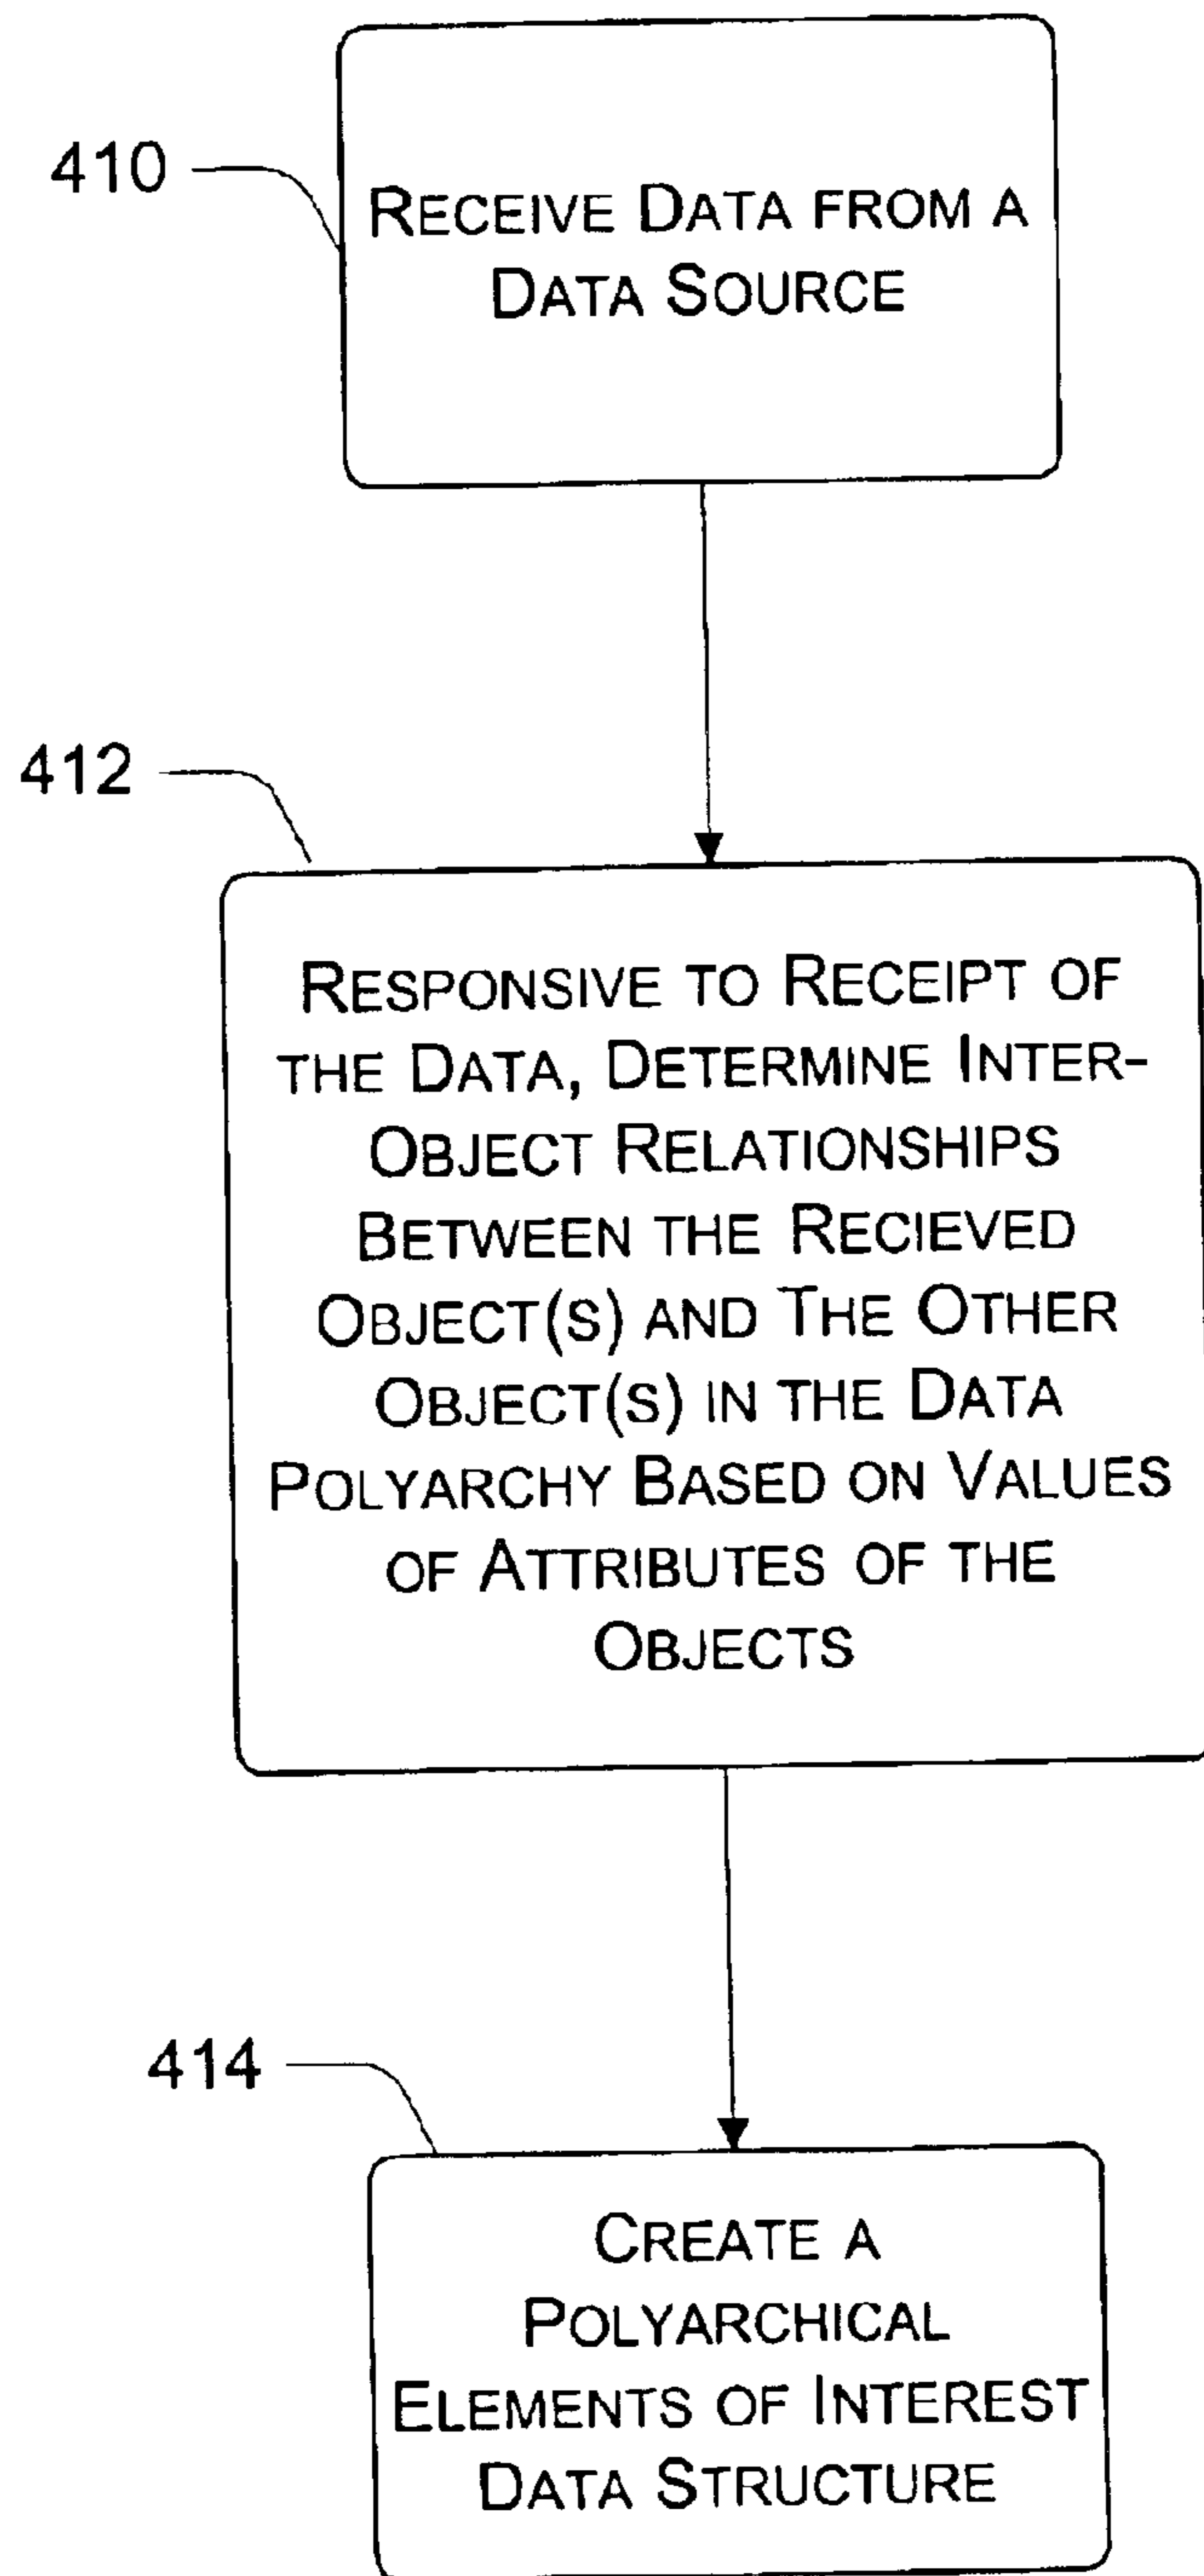 410
RECEIVE DATA FROM A
DATA SOURCE
412
RESPONSIVE TO RECEIPT OF
THE DATA, DETERMINE INTER-
OBJECT RELATIONSHIPS
BETWEEN THE RECIEVED
OBJECT(S) AND THE OTHER
OBJECT(S) IN THE DATA
POLYARCHY BASED ON VALUES
OF ATTRIBUTES OF THE
OBJECTS
414
CREATE A
POLYARCHICAL
ELEMENTS OF INTEREST
DATA STRUCTURE